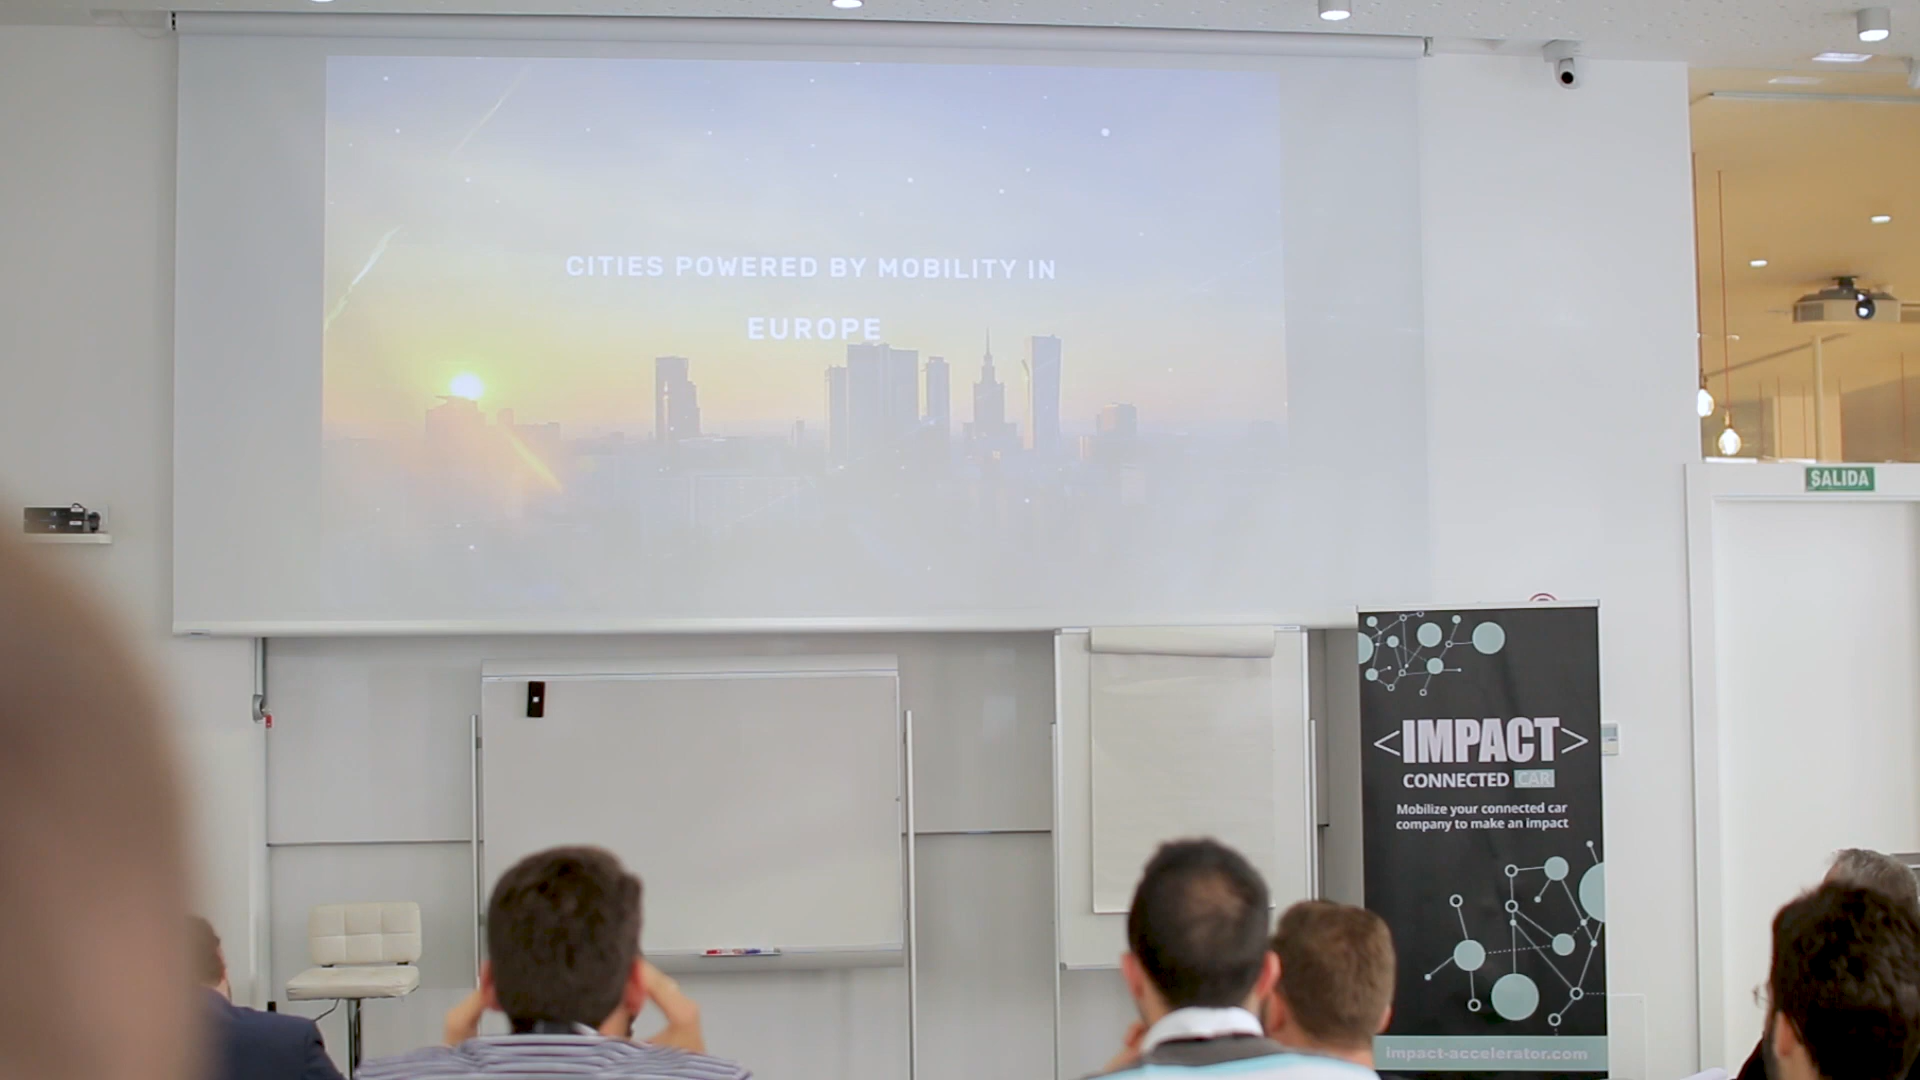 CITIES POWERED BY MOBILITY IN
EUROPE
SALIDA
<IMPACT>
CONNECTED CAR
Mobilize your connected car
company to make an impact
impact-accelerator.com